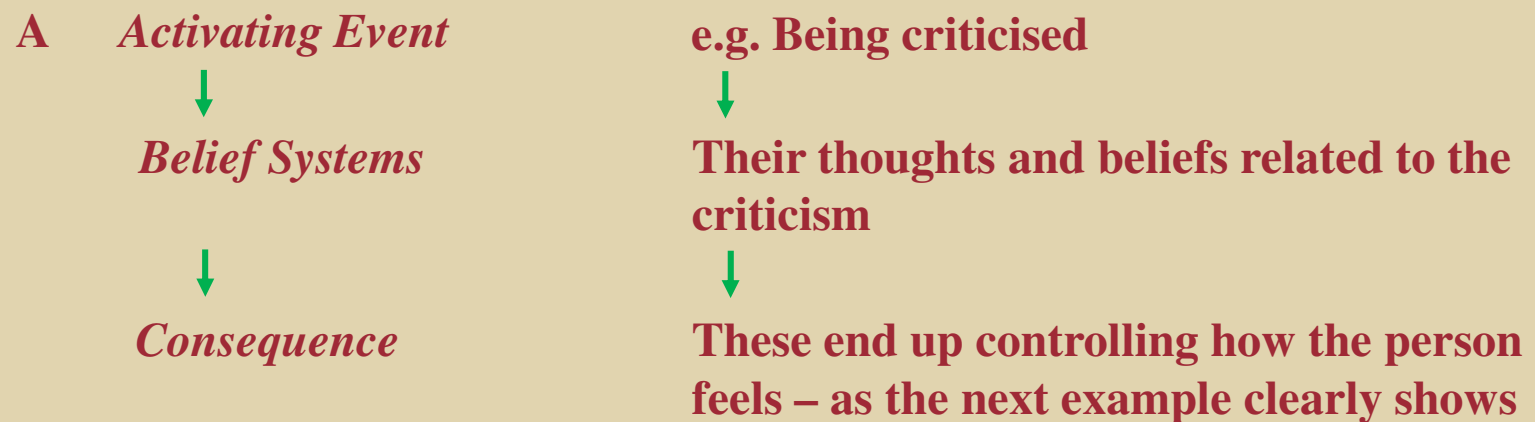 A Activating Event e.g. Being criticised
Belief Systems Their thoughts and beliefs related to the
criticism
Consequence These end up controlling how the person
feels – as the next example clearly shows